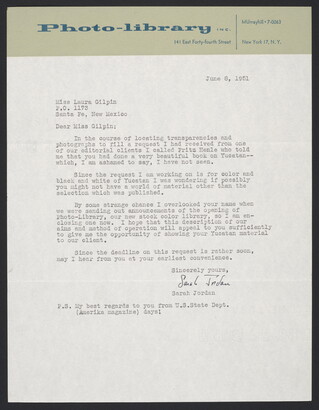 Photo-library INC.
MUrrayhill 7-0263
141 East Forty-fourth Street
New York 17, N. Y.
June 8, 1951
Miss Laura Gilpin
P.O. 1173
Santa Fe, New Mexico
Dear Miss Gilpin;
In the course of locating transparencies and
photographs to fill a request I had received from one
of our editorial clients I called Fritz Henle who told
me that you had done a very beautiful book on Yucatan--
which, I am ashamed to say, I have not seen.
Since the request I am working on is for color and
black and white of Yucatan I was wondering if possibly
you might not have a world of material other than the
selection which was published.
By some strange chance I overlooked your name when
we were sending out announcements of the opening of
Photo-library, our new stock color library, so I am en-
closing one now. I hope that this description of our
aims and method of operation will appeal to you sufficiently
to give me the opportunity of showing your Yucatan material
to our client.
Since the deadline on this request is rather soon,
may I hear from you at your earliest convenience.
Sincerely yours,
Sarah Jordan
Sarah Jordan
P.S. My best regards to you from U.S.State Dept.
(Amerika magazine) days!